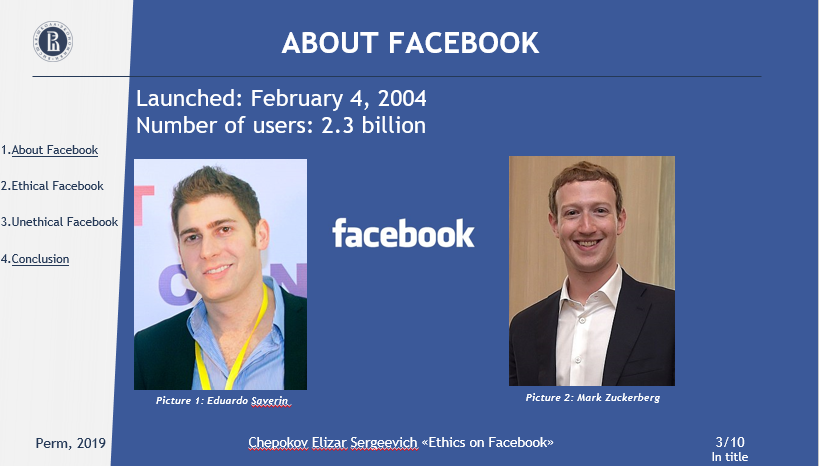 ABOUT FACEBOOK
Launched: February 4, 2004
Number of users: 2.3 billion
1.About Facebook
2.Ethical Facebook
3.Unethical Facebook
4.Conclusion
facebook
Picture 1: Eduardo Saverin
Picture 2: Mark Zuckerberg
Perm, 2019
Chepokov Elizar Sergeevich «Ethics on Facebook»
3/10
In title